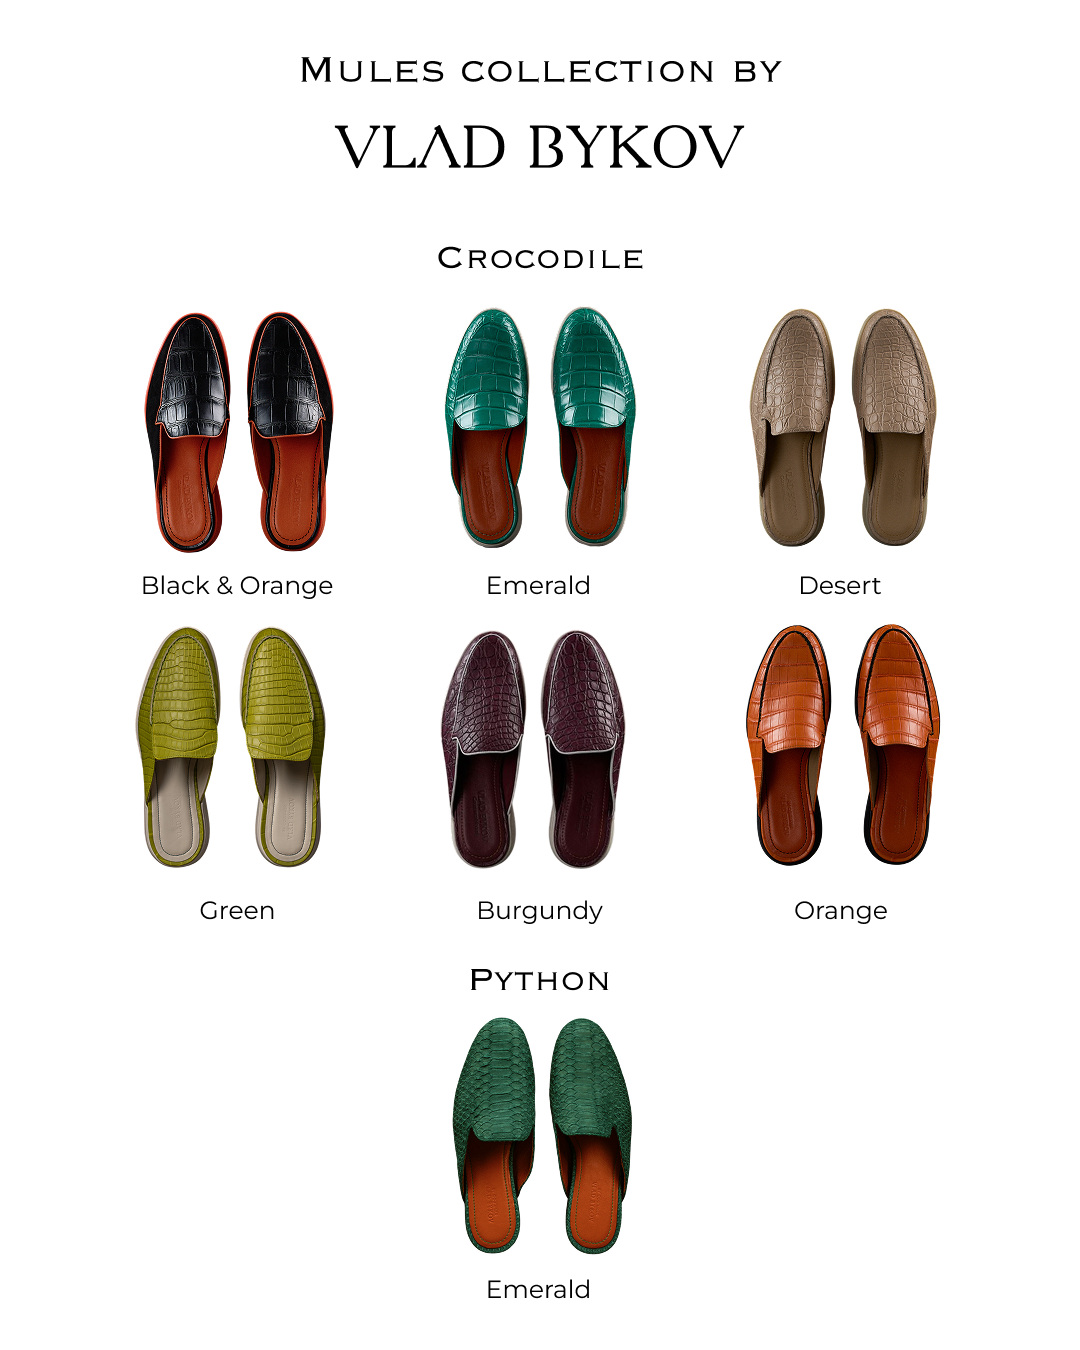 Mules collection by
VLAD BYKOV
Crocodile
Black & Orange
Emerald
Desert
Green
Burgundy
Orange
Python
Emerald